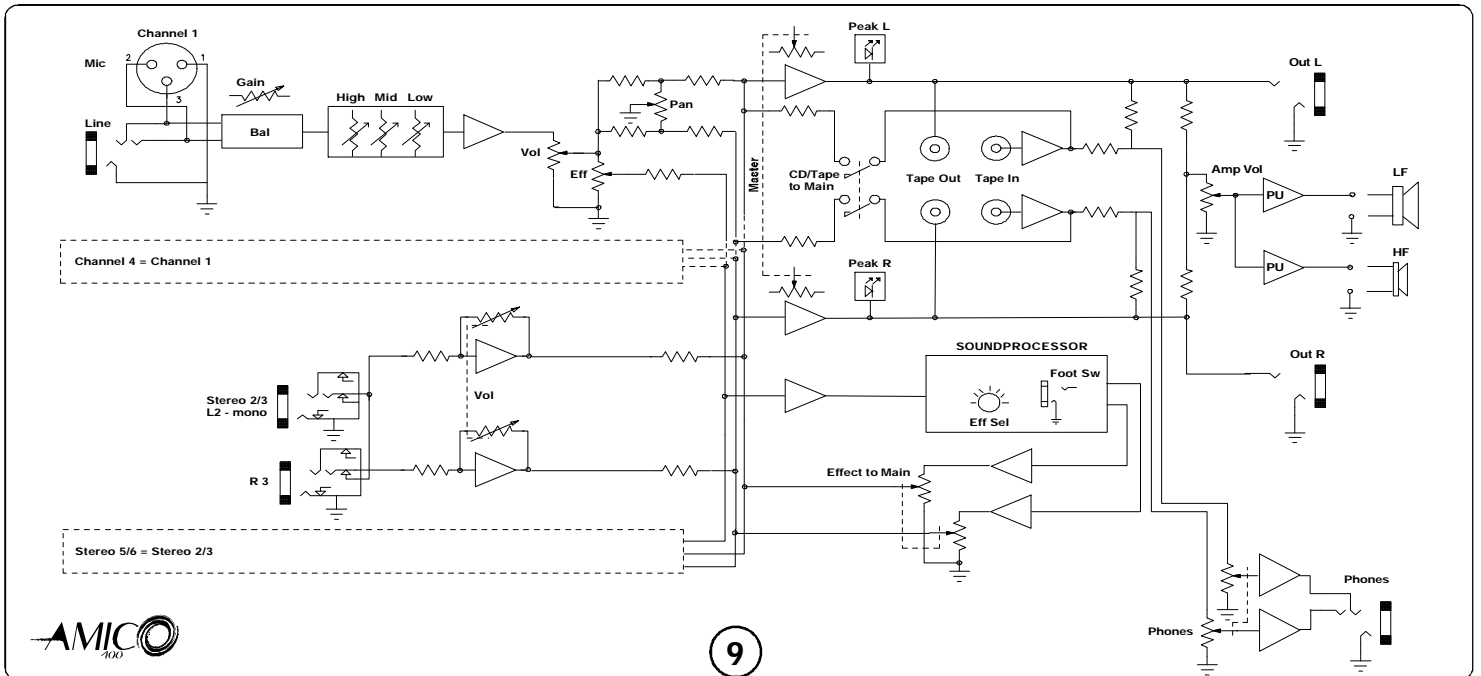 Channel 1
Mic
2
1
3
Gain
Line
Bal
High Mid Low
Vol
Eff
Pan
Master
Peak L
CD/Tape
to Main
Tape Out
Tape In
Out L
Amp Vol
PU
LF
PU
HF
Channel 4 = Channel 1
Peak R
Stereo 2/3
L2 - mono
Vol
R 3
SOUNDPROCESSOR
Foot Sw
Eff Sel
Out R
Effect to Main
Stereo 5/6 = Stereo 2/3
Phones
Phones
AMICO
400
9